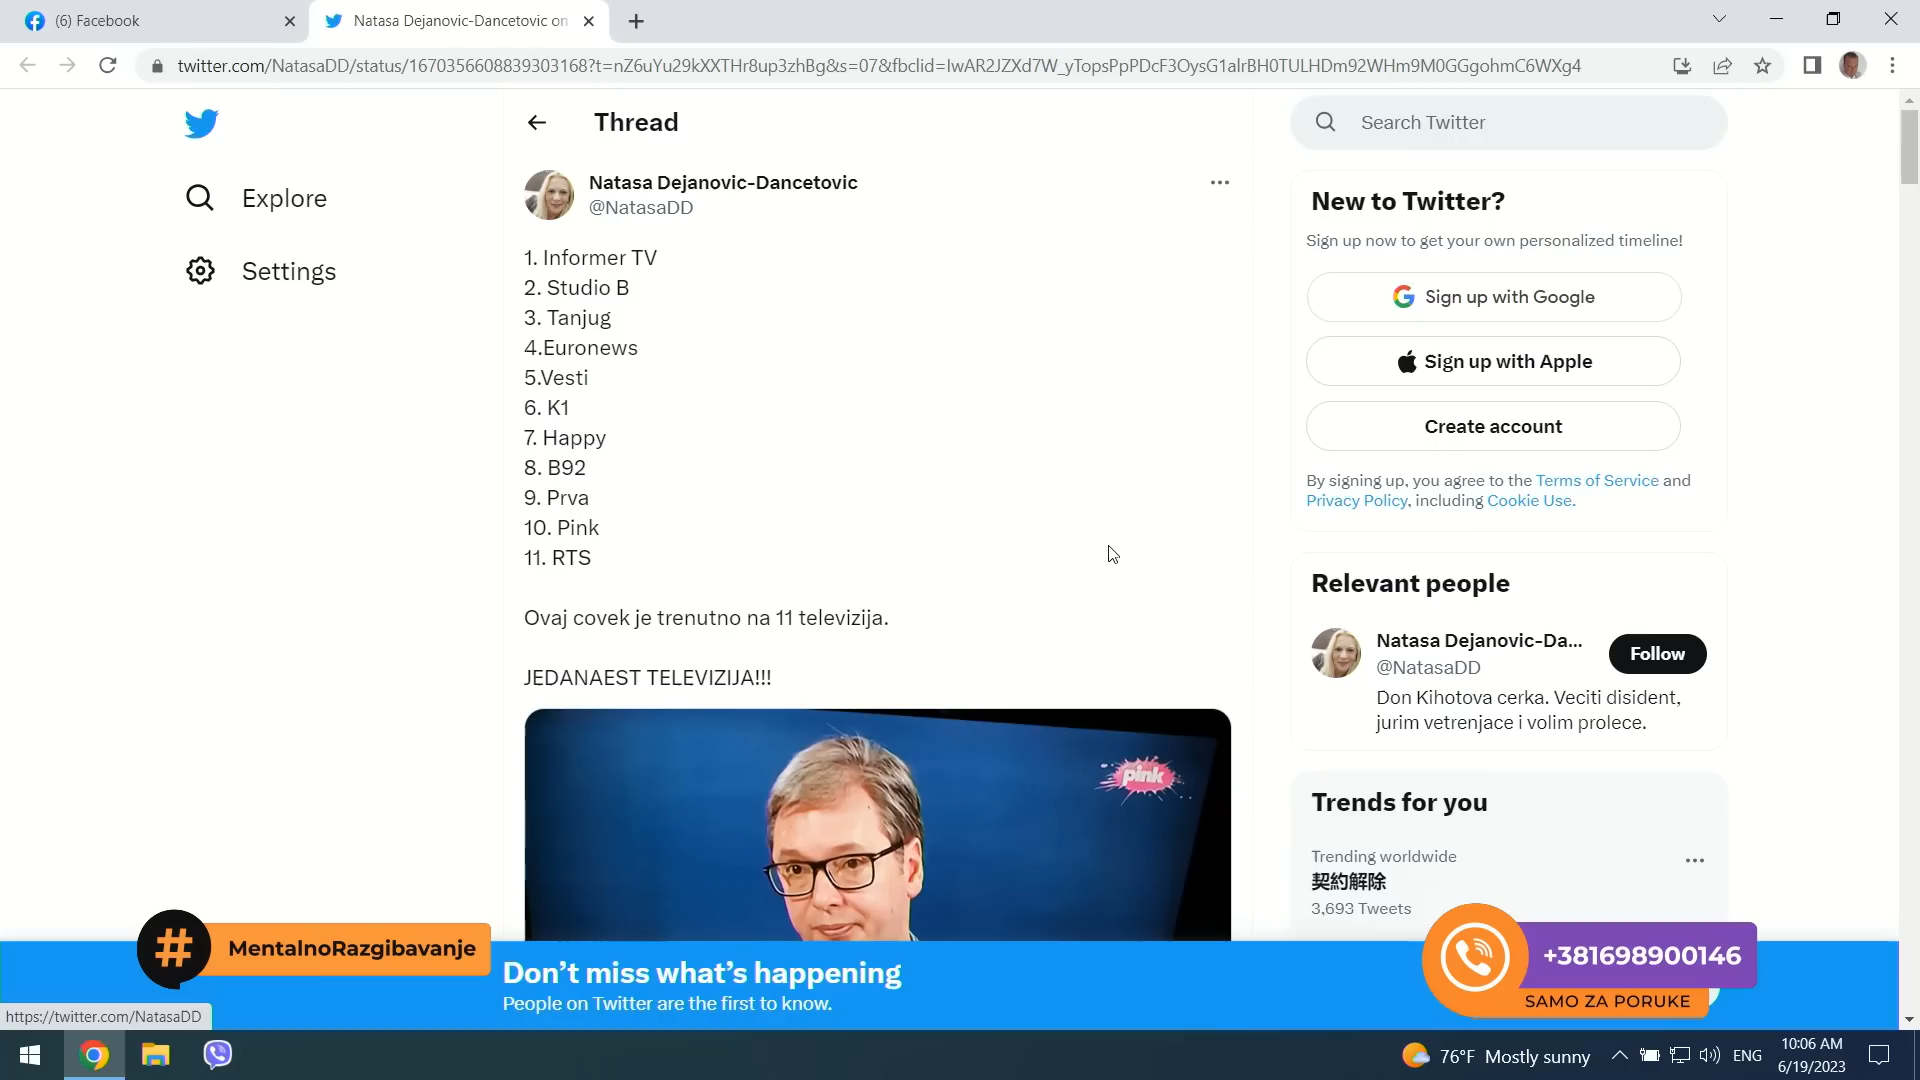 (6) Facebook
Natasa Dejanovic-Dancetovic on
twitter.com/NatasaDD/status/1670356608839303168?t=nZ6uYu29kXXTHr8up3zhBg&s=07&fbclid=IwAR2JZXd7W_yTopsPpPDcF3OysG1alrBH0TULHDm92WHm9M0GGgohmC6WXg4
Explore
Settings
Thread
Natasa Dejanovic-Dancetovic
@NatasaDD
1. Informer TV
2. Studio B
3. Tanjug
4.Euronews
5.Vesti
6. K1
7. Happy
8. B92
9. Prva
10. Pink
11. RTS
Ovaj covek je trenutno na 11 televizija.
JEDANAEST TELEVIZIJA!!!
pink
Search Twitter
New to Twitter?
Sign up now to get your own personalized timeline!
Sign up with Google
Sign up with Apple
Create account
By signing up, you agree to the Terms of Service and
Privacy Policy, including Cookie Use.
Relevant people
Natasa Dejanovic-Da...
@NatasaDD
Follow
Don Kihotova cerka. Veciti disident,
jurim vetrenjace i volim prolece.
Trends for you
Trending worldwide
契約解除
3,693 Tweets
# MentalnoRazgibavanje
Don't miss what's happening
People on Twitter are the first to know.
+381698900146
SAMO ZA PORUKE
https://twitter.com/NatasaDD
76°F Mostly sunny
ENG
10:06 AM
6/19/2023